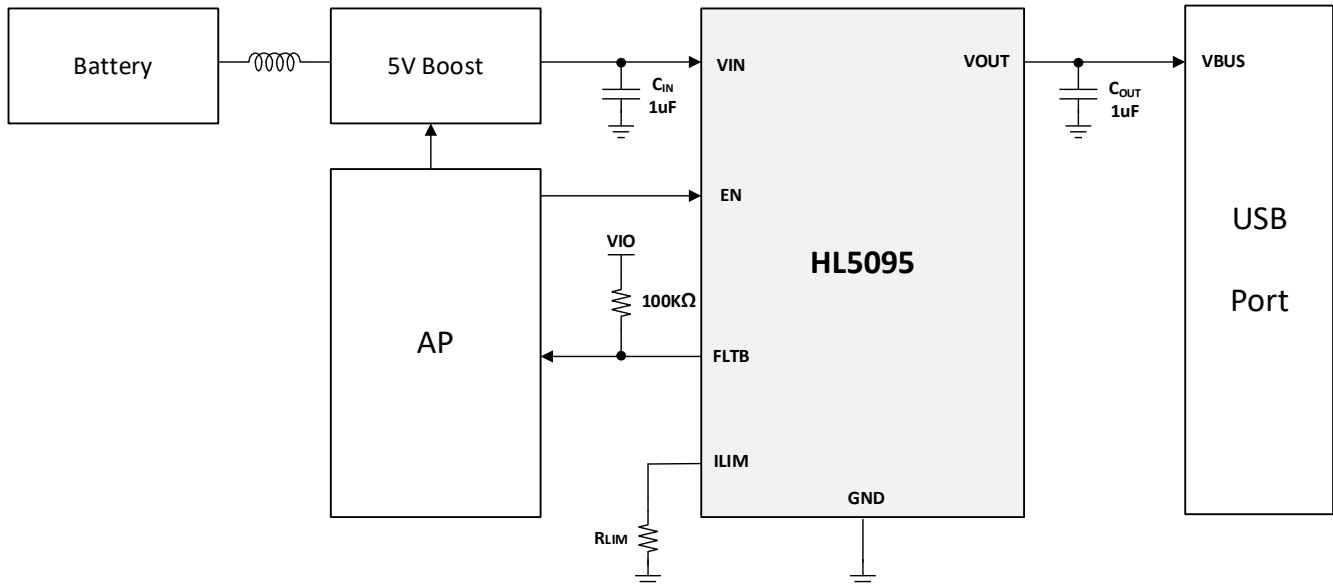 Battery
5V Boost
VIN
VOUT
VBUS
CIN
1uF
COUT
1uF
EN
VIO
USB
Port
HL5095
100KΩ
AP
FLTB
ILIM
GND
RLIM